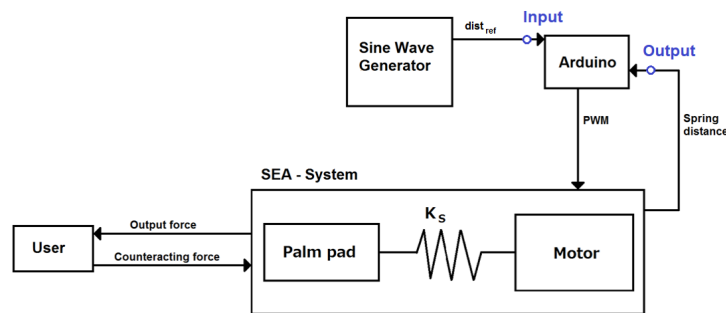 dist ref
Input
Sine Wave
Generator
Arduino
Output
PWM
Spring
distance
SEA - System
User
Output force
Counteracting force
Palm pad
K S
Motor